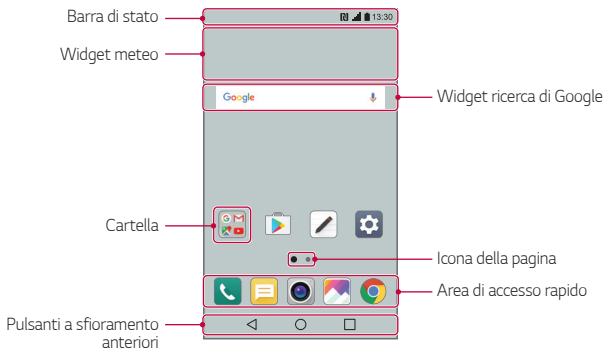 Barra di stato
13:30
Widget meteo
Google
Widget ricerca di Google
Cartella
Icona della pagina
Area di accesso rapido
Pulsanti a sfioramento
anteriori